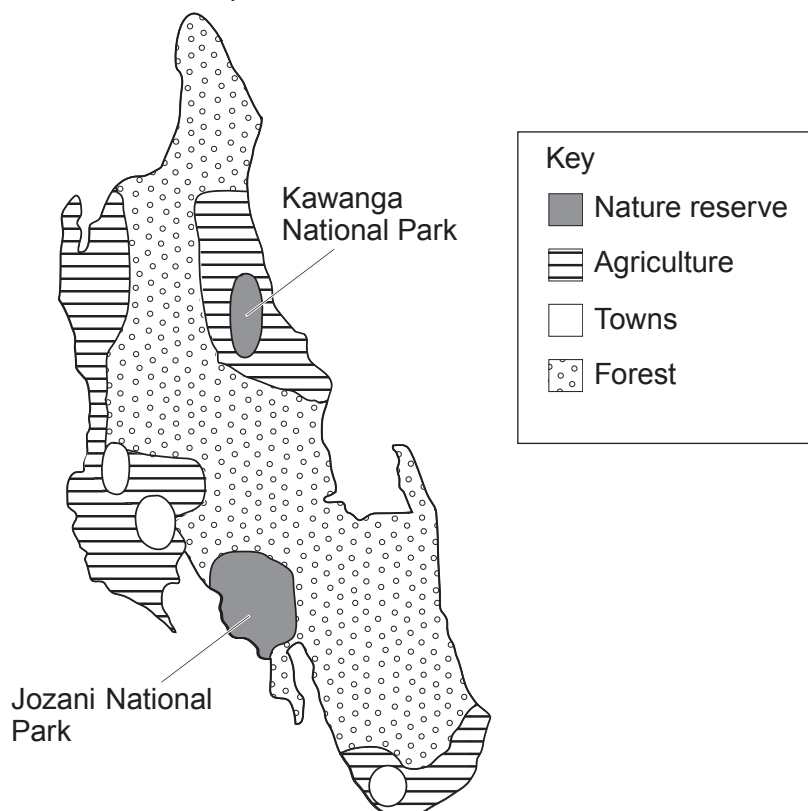 Kawanga
National Park
Key
Nature reserve
Agriculture
Towns
Forest
Jozani National
Park